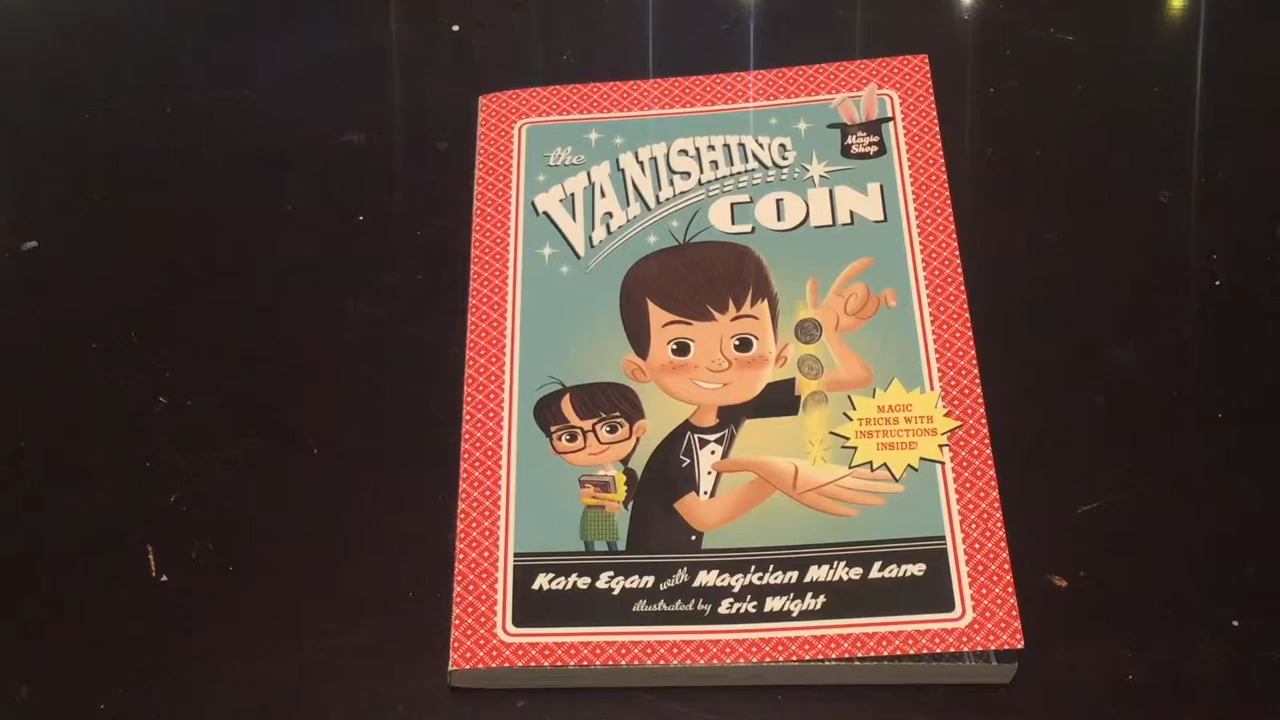 the
Magic
Shop
the
VANISHING
COIN
MAGIC
TRICKS WITH
INSTRUCTIONS
INSIDE!
Kate Egan with Magician Mike Lane
illustrated by Eric Wight